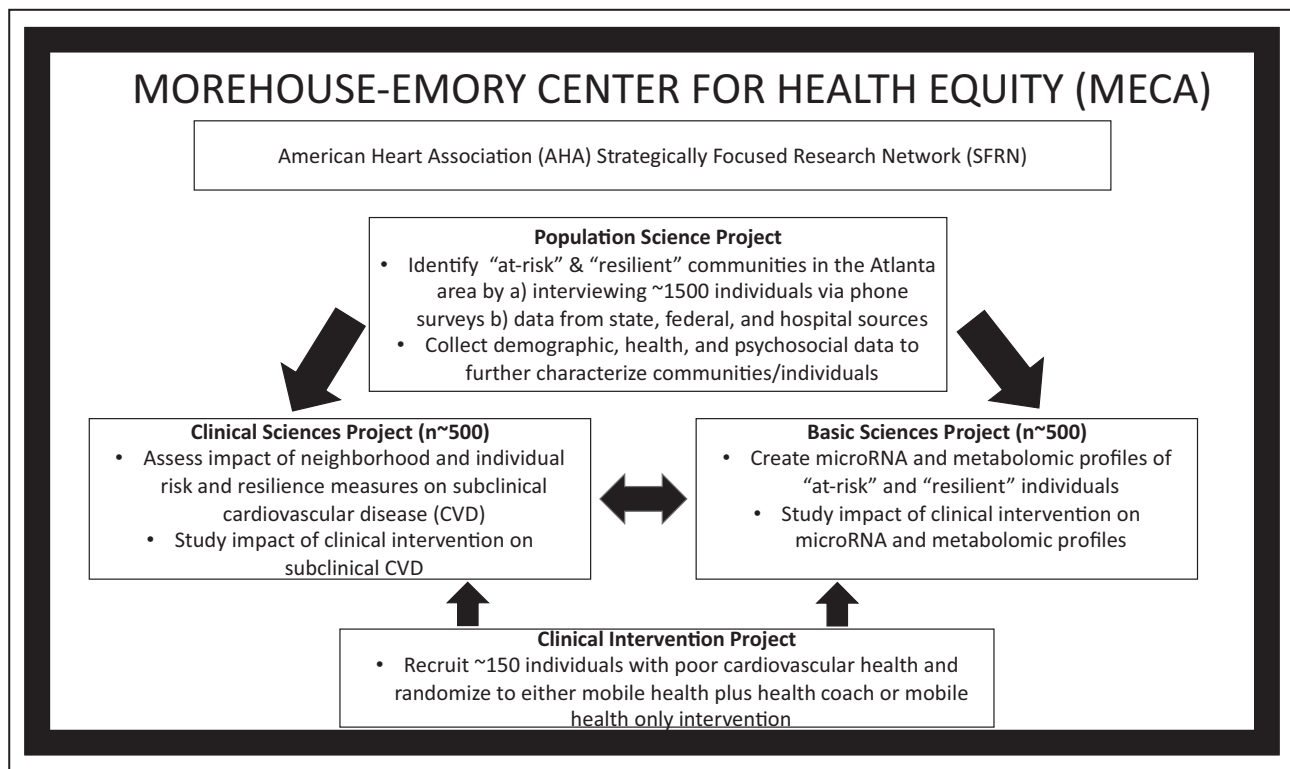 MOREHOUSE-EMORY CENTER FOR HEALTH EQUITY (MECA)
American Heart Association (AHA) Strategically Focused Research Network (SFRN)
Population Science Project
• Identify “at-risk” & “resilient” communities in the Atlanta
area by a) interviewing ~1500 individuals via phone
surveys b) data from state, federal, and hospital sources
• Collect demographic, health, and psychosocial data to
further characterize communities/individuals
Clinical Sciences Project (n~500)
• Assess impact of neighborhood and individual
risk and resilience measures on subclinical
cardiovascular disease (CVD)
• Study impact of clinical intervention on
subclinical CVD
Basic Sciences Project (n~500)
• Create microRNA and metabolomic profiles of
“at-risk” and “resilient” individuals
• Study impact of clinical intervention on
microRNA and metabolomic profiles
Clinical Intervention Project
• Recruit ~150 individuals with poor cardiovascular health and
randomize to either mobile health plus health coach or mobile
health only intervention